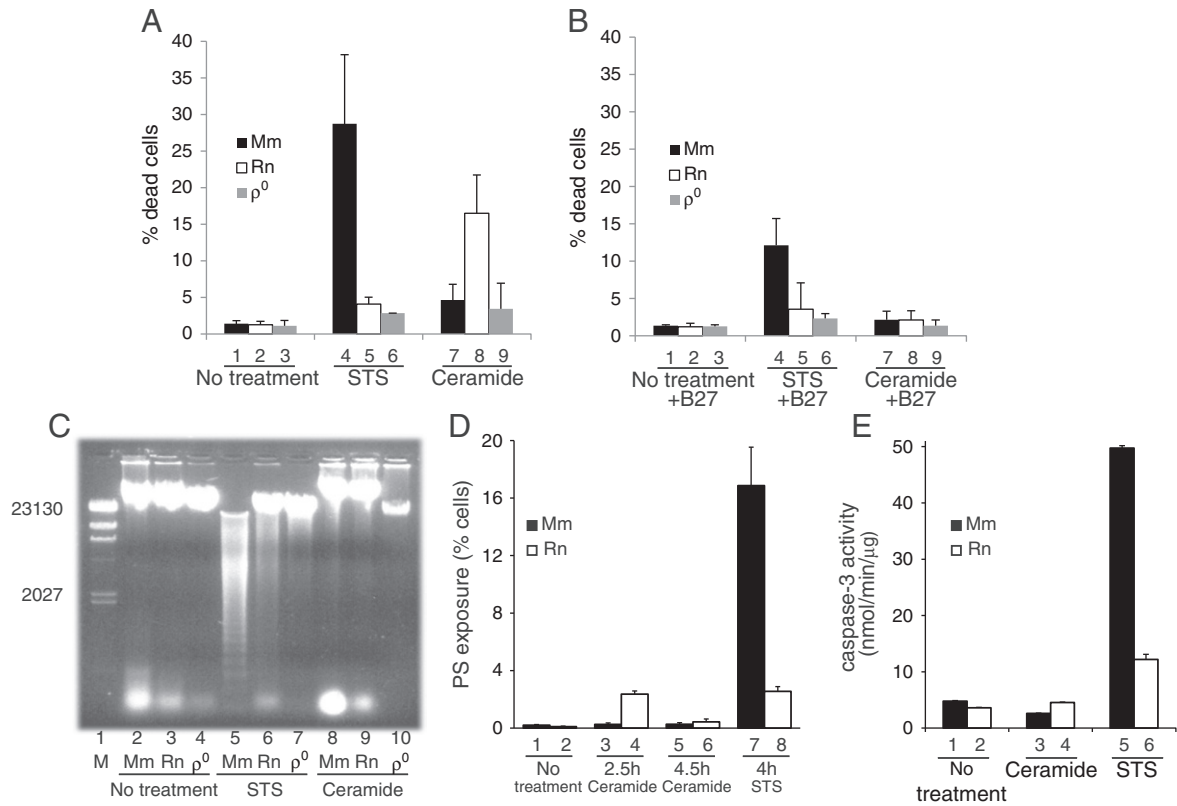 A
% dead cells
40
35
30
25
20
15
10
5
0
Mm
Rn
ρ⁰
1 2 3 4 5 6 7 8 9
No treatment STS Ceramide
B
% dead cells
40
35
30
25
20
15
10
5
0
Mm
Rn
ρ⁰
1 2 3 4 5 6 7 8 9
No treatment STS Ceramide
+B27 +B27 +B27
C
23130
2027
1 2 3 4 5 6 7 8 9 10
M Mm Rn ρ⁰ Mm Rn ρ⁰ Mm Rn ρ⁰
No treatment STS Ceramide
D
PS exposure (% cells)
20
16
12
8
4
0
Mm
Rn
1 2 3 4 5 6 7 8
No 2.5h 4.5h 4h
treatment Ceramide Ceramide STS
E
caspase-3 activity
(nmol/min/µg)
50
40
30
20
10
0
Mm
Rn
1 2 3 4 5 6
No Ceramide STS
treatment